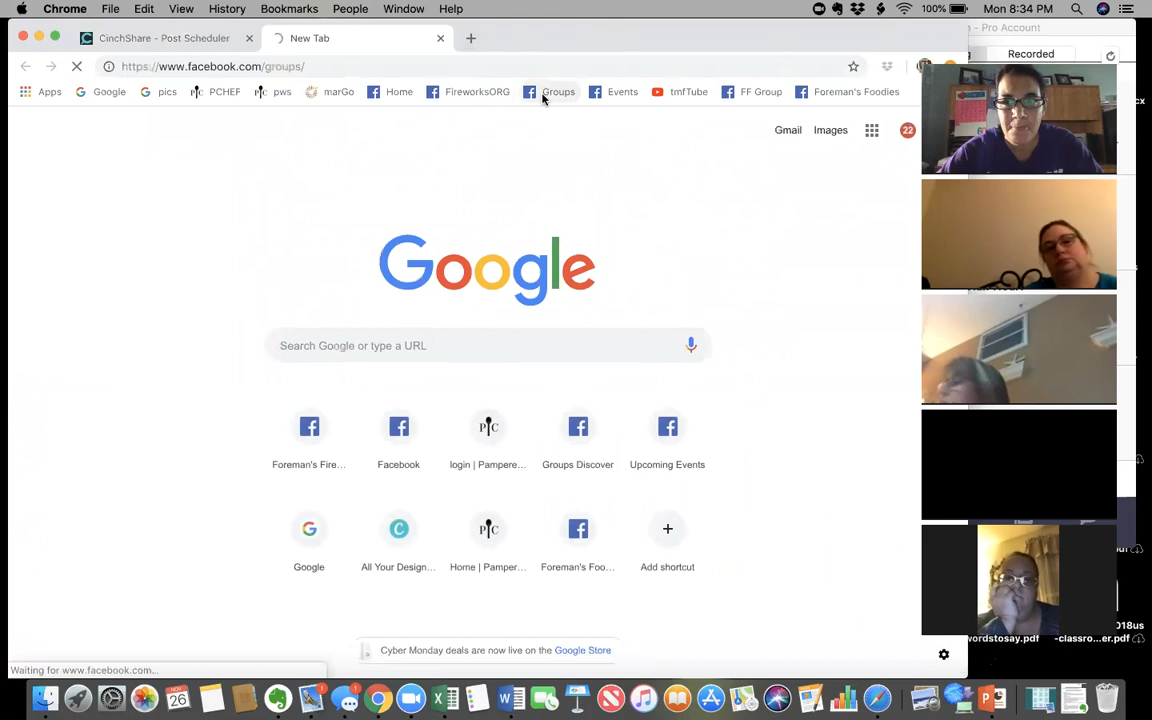 Chrome File Edit View History Bookmarks People Window Help 100% Mon 8:34 PM
- Pro Account
CinchShare - Post Scheduler New Tab
Recorded
https://www.facebook.com/groups/
Apps Google pics PCHEF pws marGo Home FireworksORG Groups Events tmfTube FF Group Foreman's Foodies
Gmail Images 22
Google
Search Google or type a URL
Foreman's Fire... Facebook login | Pampere... Groups Discover Upcoming Events
Google All Your Design... Home | Pamper... Foreman's Foo... Add shortcut
018us
wordstosay.pdf -classro...er.pdf
Cyber Monday deals are now live on the Google Store
Waiting for www.facebook.com...
NOV
26